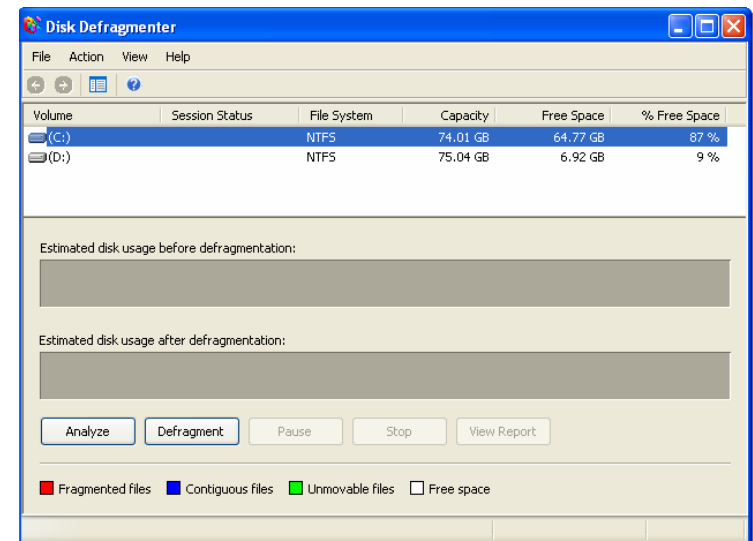 Disk Defragmenter
File Action View Help
Volume Session Status File System Capacity Free Space % Free Space
(C:) NTFS 74.01 GB 64.77 GB 87 %
(D:) NTFS 75.04 GB 6.92 GB 9 %
Estimated disk usage before defragmentation:
Estimated disk usage after defragmentation:
Analyze Defragment Pause Stop View Report
Fragmented files Contiguous files Unmovable files Free space